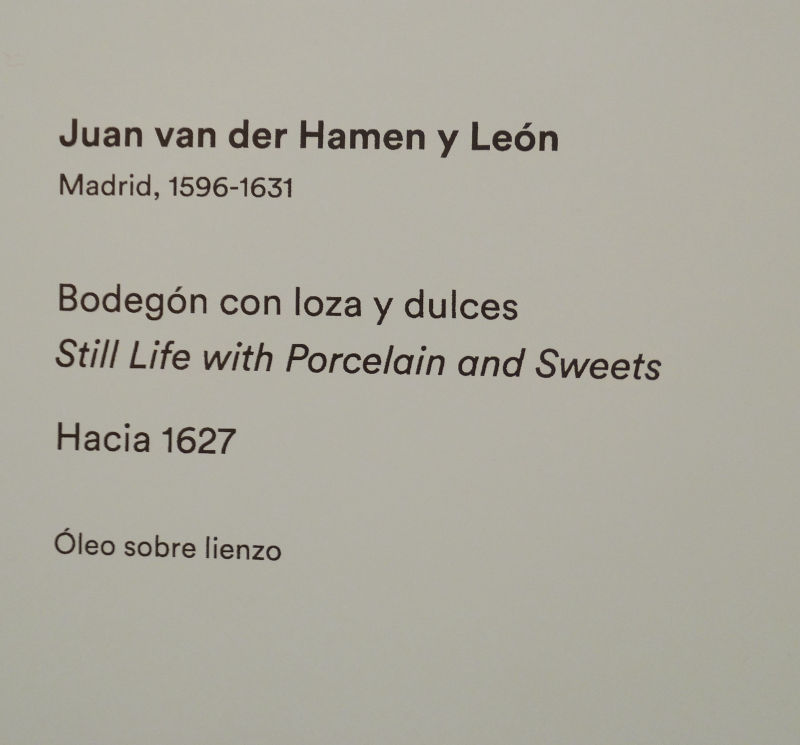 Juan van der Hamen y León
Madrid, 1596-1631
Bodegón con loza y dulces
Still Life with Porcelain and Sweets
Hacia 1627
Óleo sobre lienzo